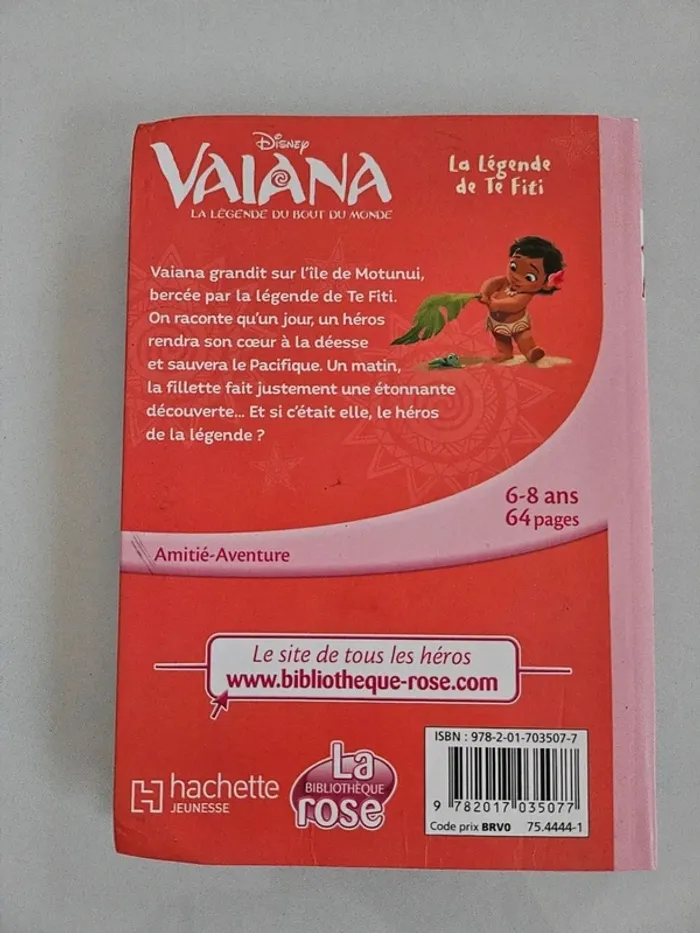 Disney
VAIANA
LA LÉGENDE DU BOUT DU MONDE
La Légende
de Te Fiti
Vaiana grandit sur l'île de Motunui,
bercée par la légende de Te Fiti.
On raconte qu'un jour, un héros
rendra son cœur à la déesse
et sauvera le Pacifique. Un matin,
la fillette fait justement une étonnante
découverte... Et si c'était elle, le héros
de la légende ?
6-8 ans
64 pages
Amitié-Aventure
Le site de tous les héros
www.bibliotheque-rose.com
hachette
JEUNESSE
La
BIBLIOTHÈQUE
rose
ISBN : 978-2-01-703507-7
9 782017 035077
Code prix BRV0 75.4444-1